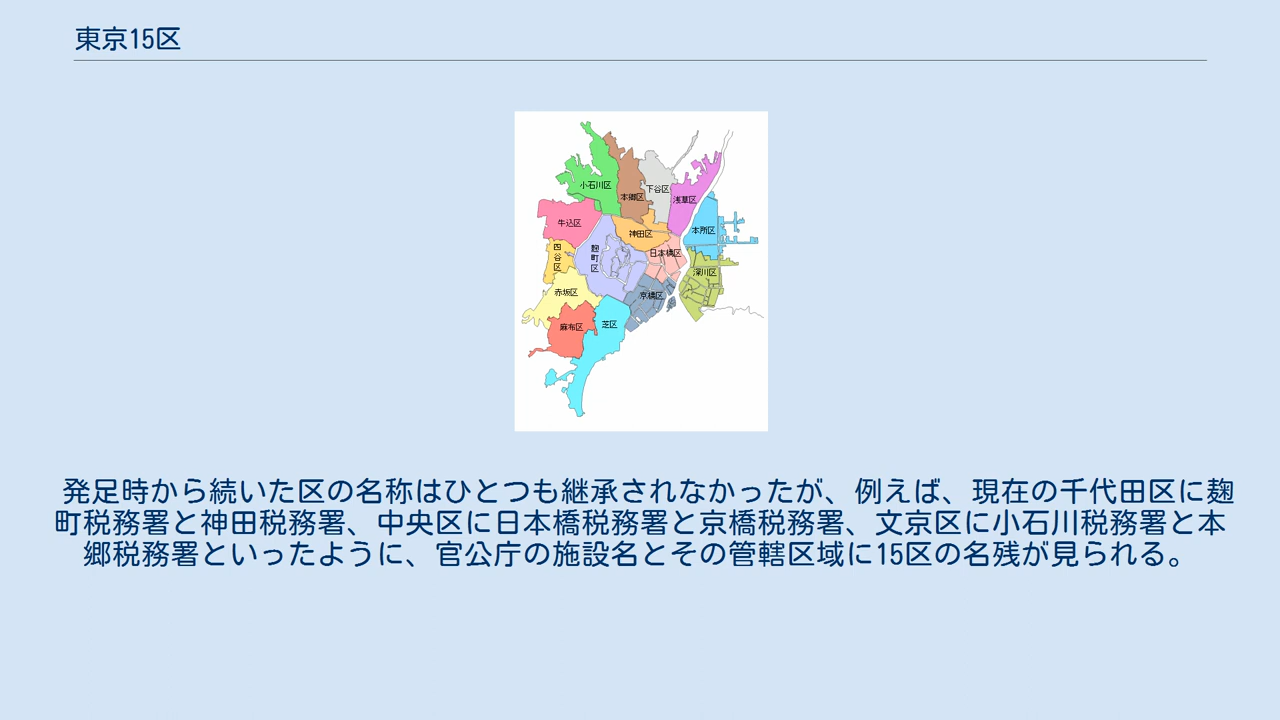 東京15区
小石川区
本郷区
下谷区
浅草区
牛込区
神田区
本所区
四谷区
麹町区
日本橋区
深川区
赤坂区
京橋区
麻布区
芝区
発足時から続いた区の名称はひとつも継承されなかったが、例えば、現在の千代田区に麹
町税務署と神田税務署、中央区に日本橋税務署と京橋税務署、文京区に小石川税務署と本
郷税務署といったように、官公庁の施設名とその管轄区域に15区の名残が見られる。